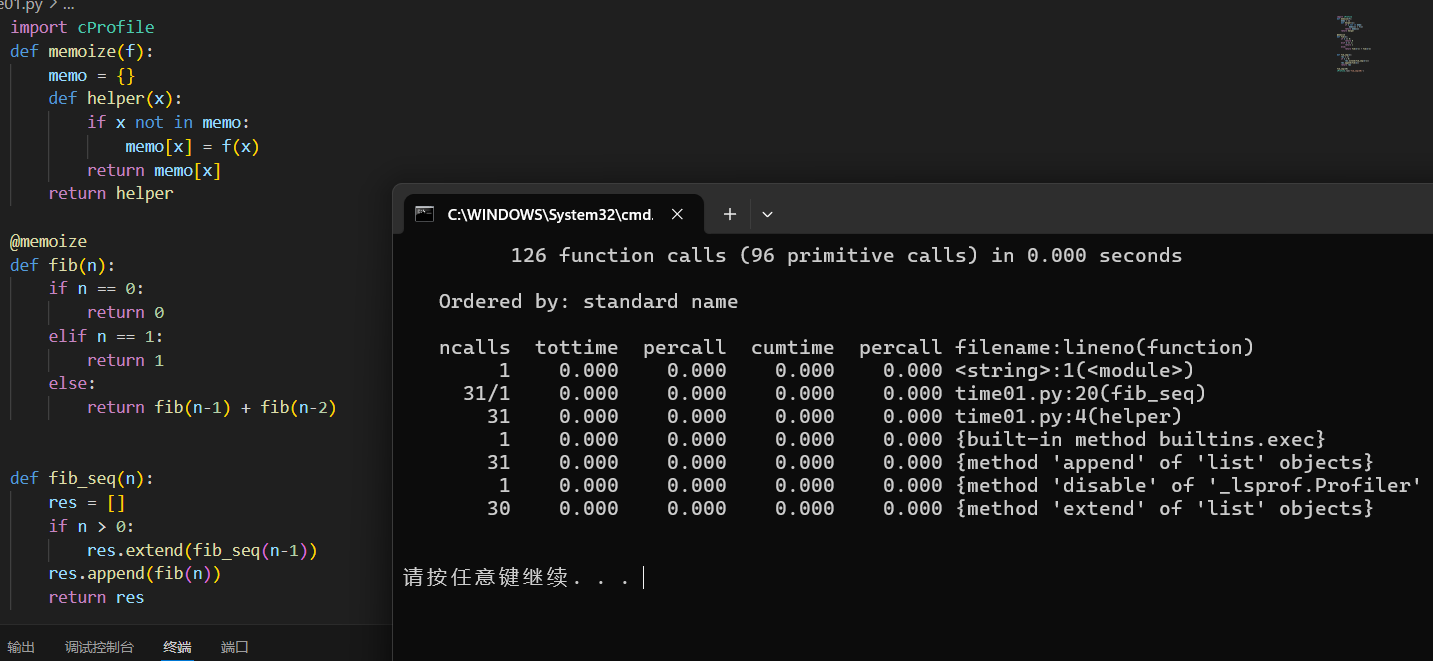 e01.py > ...
import cProfile
def memoize(f):
    memo = {}
    def helper(x):
        if x not in memo:
            memo[x] = f(x)
        return memo[x]
    return helper
@memoize
def fib(n):
    if n == 0:
        return 0
    elif n == 1:
        return 1
    else:
        return fib(n-1) + fib(n-2)
def fib_seq(n):
    res = []
    if n > 0:
        res.extend(fib_seq(n-1))
    res.append(fib(n))
    return res
输出 调试控制台 终端 端口
C:\WINDOWS\System32\cmd.
126 function calls (96 primitive calls) in 0.000 seconds
Ordered by: standard name
ncalls tottime percall cumtime percall filename:lineno(function)
1 0.000 0.000 0.000 0.000 <string>:1(<module>)
31/1 0.000 0.000 0.000 0.000 time01.py:20(fib_seq)
31 0.000 0.000 0.000 0.000 time01.py:4(helper)
1 0.000 0.000 0.000 0.000 {built-in method builtins.exec}
31 0.000 0.000 0.000 0.000 {method 'append' of 'list' objects}
1 0.000 0.000 0.000 0.000 {method 'disable' of '_lsprof.Profiler'
30 0.000 0.000 0.000 0.000 {method 'extend' of 'list' objects}
请按任意键继续. . .